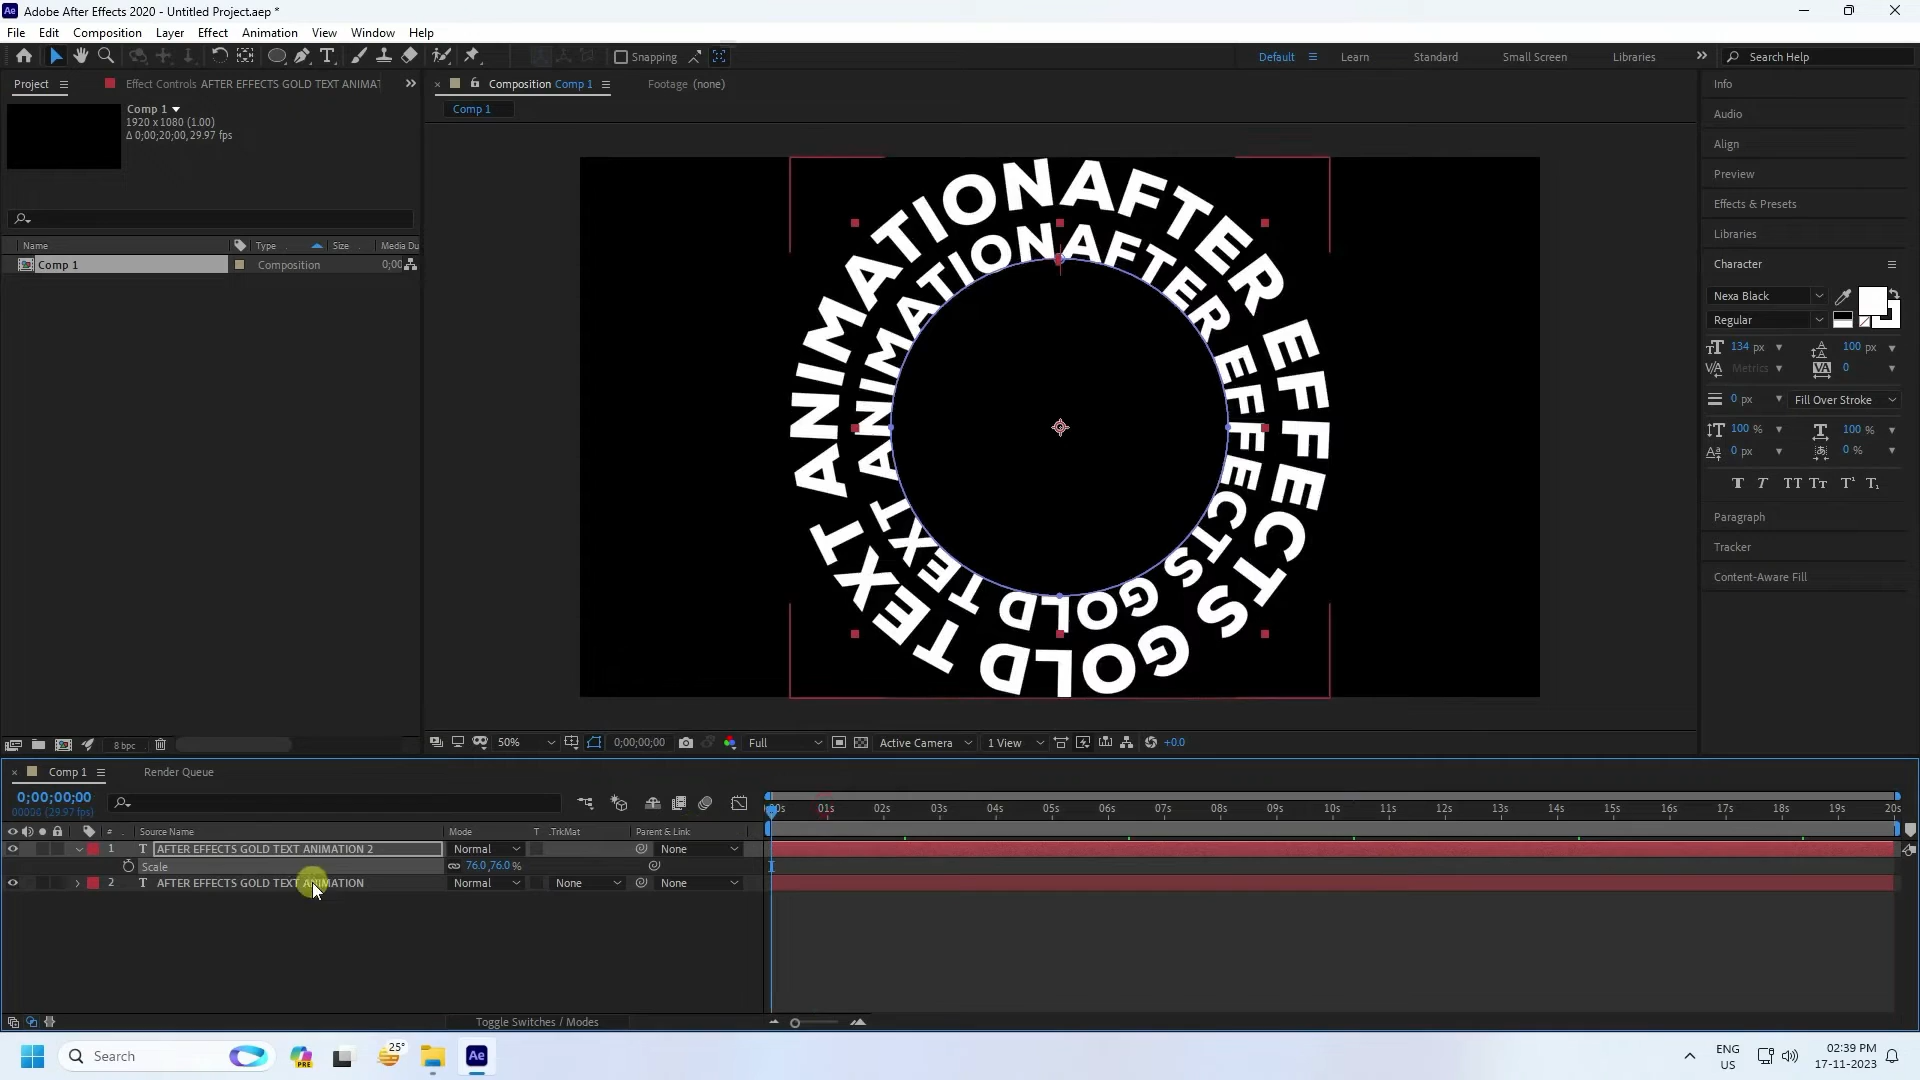 Adobe After Effects 2020 - Untitled Project.aep *
File Edit Composition Layer Effect Animation View Window Help
Snapping
Default Learn Standard Small Screen Libraries Search Help
Project Effect Controls AFTER EFFECTS GOLD TEXT ANIMAT
Composition Comp 1 Footage (none)
Comp 1
Comp 1
1920 x 1080 (1.00)
Δ 0;00;20;00, 29.97 fps
Name Type Size Media Du
Comp 1 Composition 0;00
AFTER EFFECTS GOLD TEXT ANIMATION
AFTER EFFECTS GOLD TEXT ANIMATION
Info
Audio
Align
Preview
Effects & Presets
Libraries
Character
Nexa Black
Regular
134 px 100 px
Metrics 0
0 px Fill Over Stroke
100 % 100 %
0 px 0 %
Paragraph
Tracker
Content-Aware Fill
8 bpc
50% 0;00;00;00 Full Active Camera 1 View +0.0
Comp 1 Render Queue
0;00;00;00
00000 (29.97 fps)
00s 01s 02s 03s 04s 05s 06s 07s 08s 09s 10s 11s 12s 13s 14s 15s 16s 17s 18s 19s 20s
# Source Name Mode T .TrkMat Parent & Link
1 T AFTER EFFECTS GOLD TEXT ANIMATION 2 Normal None
Scale 76.0,76.0 %
2 T AFTER EFFECTS GOLD TEXT ANIMATION Normal None None
Toggle Switches / Modes
Search
PRE
25°
Ae
ENG
US
02:39 PM
17-11-2023